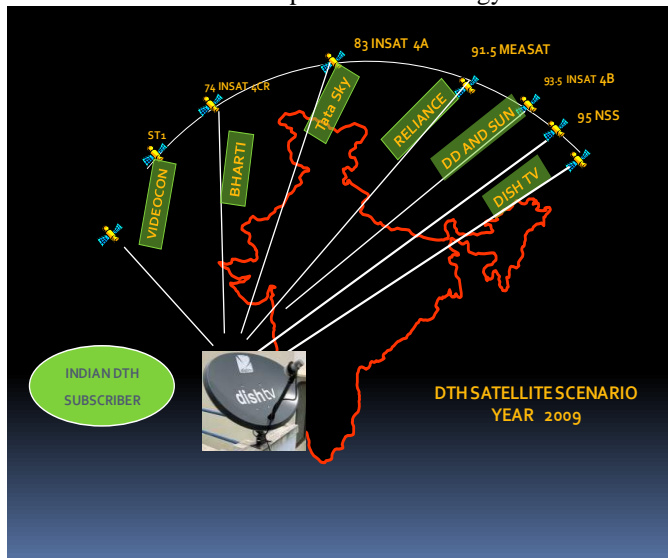 83 INSAT 4A
91.5 MEASAT
74 INSAT 4CR
93.5 INSAT 4B
95 NSS
ST1
VIDEOCON
BHARTI
Tata Sky
RELIANCE
DD AND SUN
DISH TV
INDIAN DTH
SUBSCRIBER
dishtv
DTH SATELLITE SCENARIO
YEAR 2009